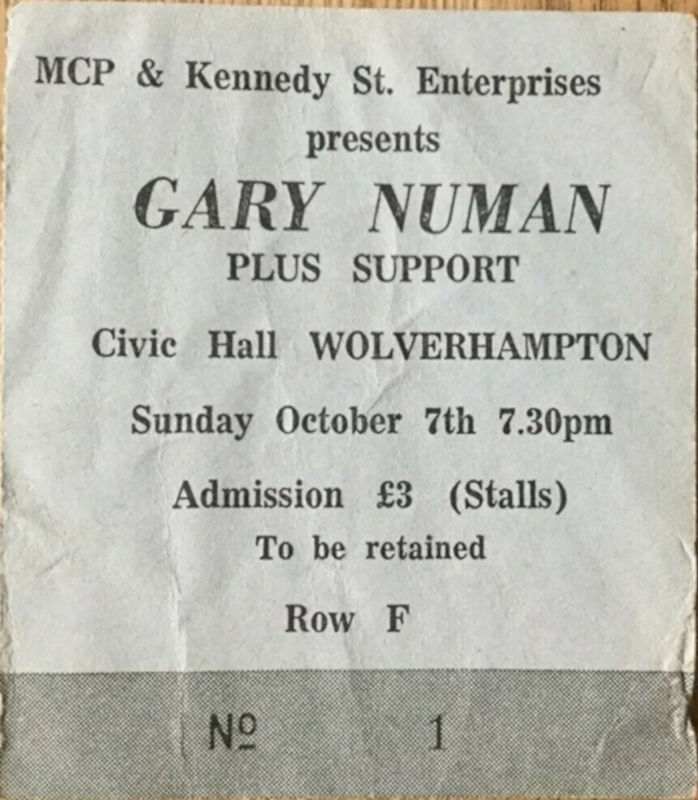 MCP & Kennedy St. Enterprises
presents
GARY NUMAN
PLUS SUPPORT
Civic Hall WOLVERHAMPTON
Sunday October 7th 7.30pm
Admission £3 (Stalls)
To be retained
Row F
Nº 1